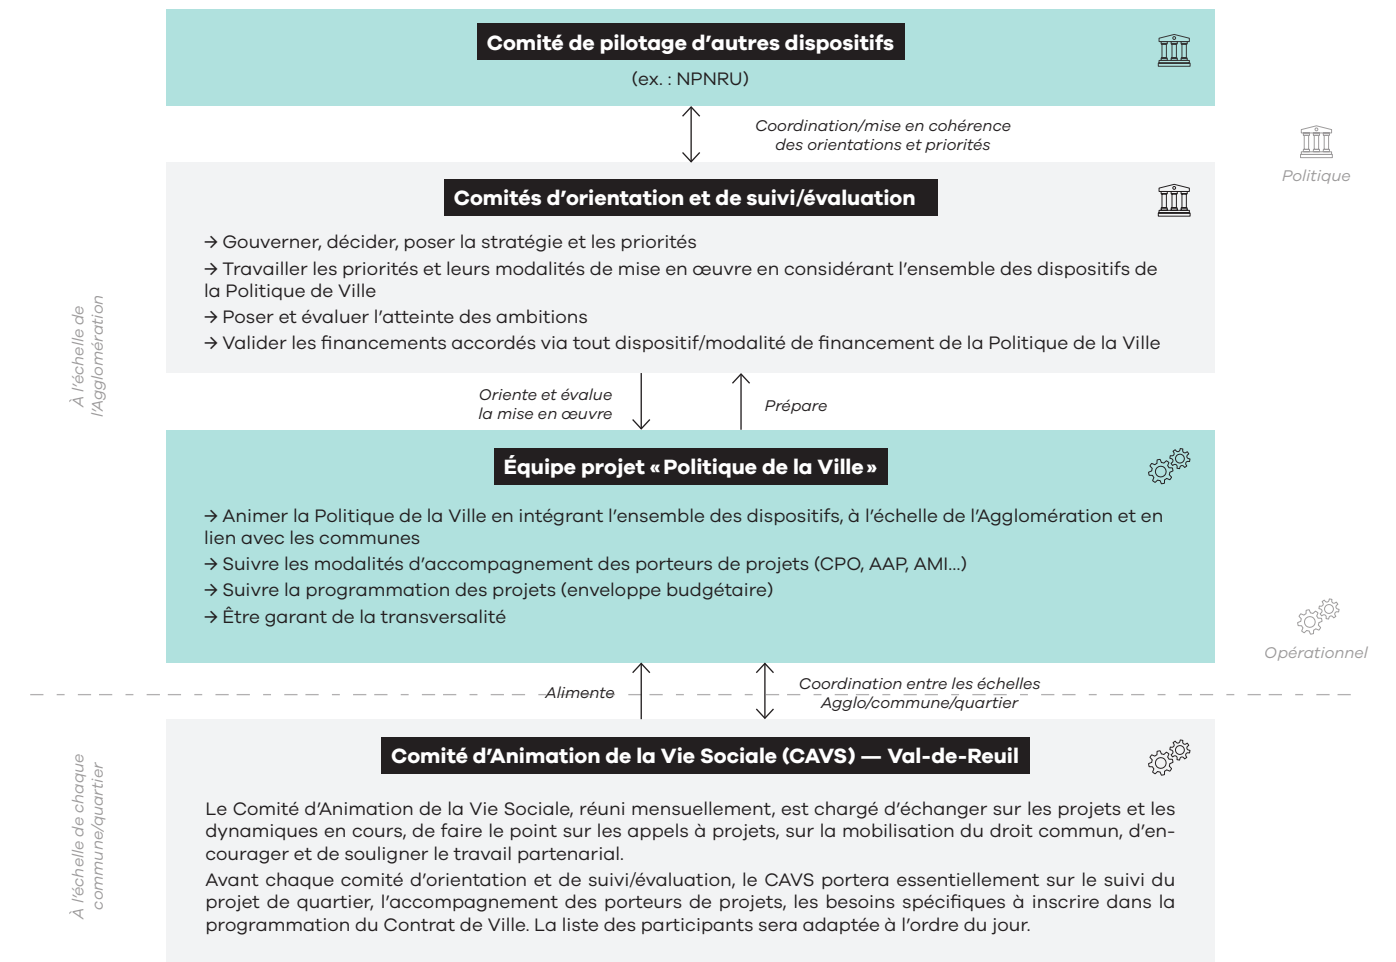 Comité de pilotage d’autres dispositifs
(ex. : NPNRU)
Coordination/mise en cohérence
des orientations et priorités
Politique
Comités d’orientation et de suivi/évaluation
→ Gouverner, décider, poser la stratégie et les priorités
→ Travailler les priorités et leurs modalités de mise en œuvre en considérant l’ensemble des dispositifs de
la Politique de Ville
→ Poser et évaluer l’atteinte des ambitions
→ Valider les financements accordés via tout dispositif/modalité de financement de la Politique de la Ville
À l’échelle de
l’Agglomération
Oriente et évalue
la mise en œuvre
Prépare
Équipe projet « Politique de la Ville »
→ Animer la Politique de la Ville en intégrant l’ensemble des dispositifs, à l’échelle de l’Agglomération et en
lien avec les communes
→ Suivre les modalités d’accompagnement des porteurs de projets (CPO, AAP, AMI…)
→ Suivre la programmation des projets (enveloppe budgétaire)
→ Être garant de la transversalité
Opérationnel
Alimente
Coordination entre les échelles
Agglo/commune/quartier
Comité d’Animation de la Vie Sociale (CAVS) — Val-de-Reuil
À l’échelle de chaque
commune/quartier
Le Comité d’Animation de la Vie Sociale, réuni mensuellement, est chargé d’échanger sur les projets et les
dynamiques en cours, de faire le point sur les appels à projets, sur la mobilisation du droit commun, d’en-
courager et de souligner le travail partenarial.
Avant chaque comité d’orientation et de suivi/évaluation, le CAVS portera essentiellement sur le suivi du
projet de quartier, l’accompagnement des porteurs de projets, les besoins spécifiques à inscrire dans la
programmation du Contrat de Ville. La liste des participants sera adaptée à l’ordre du jour.